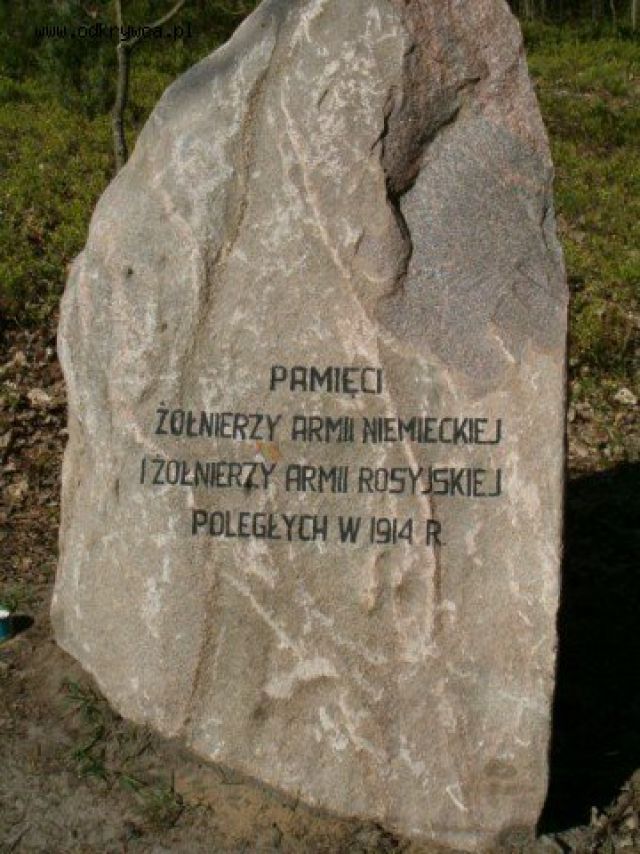 www.odkrywca.pl
PAMIĘCI
ŻOŁNIERZY ARMII NIEMIECKIEJ
I ŻOŁNIERZY ARMII ROSYJSKIEJ
POLEGŁYCH W 1914 R.